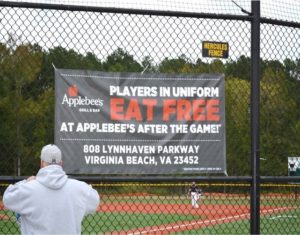 HERCULES
FENCE
PLAYERS IN UNIFORM
Applebee's
GRILL & BAR
EAT FREE
AT APPLEBEE'S AFTER THE GAME!*
808 LYNNHAVEN PARKWAY
VIRGINIA BEACH, VA 23452